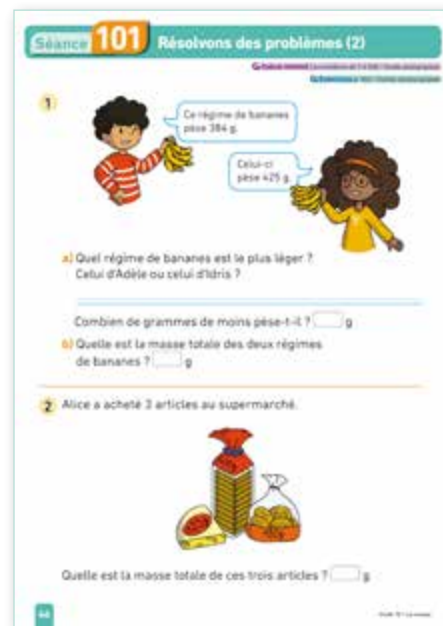 Séance 101 Résolvons des problèmes (2)
1
Ce régime de bananes
pèse 384 g.
Celui-ci
pèse 425 g.
a) Quel régime de bananes est le plus léger ?
Celui d'Adèle ou celui d'Idris ?
Combien de grammes de moins pèse-t-il ? g
b) Quelle est la masse totale des deux régimes
de bananes ? g
2 Alice a acheté 3 articles au supermarché.
Quelle est la masse totale de ces trois articles ? g